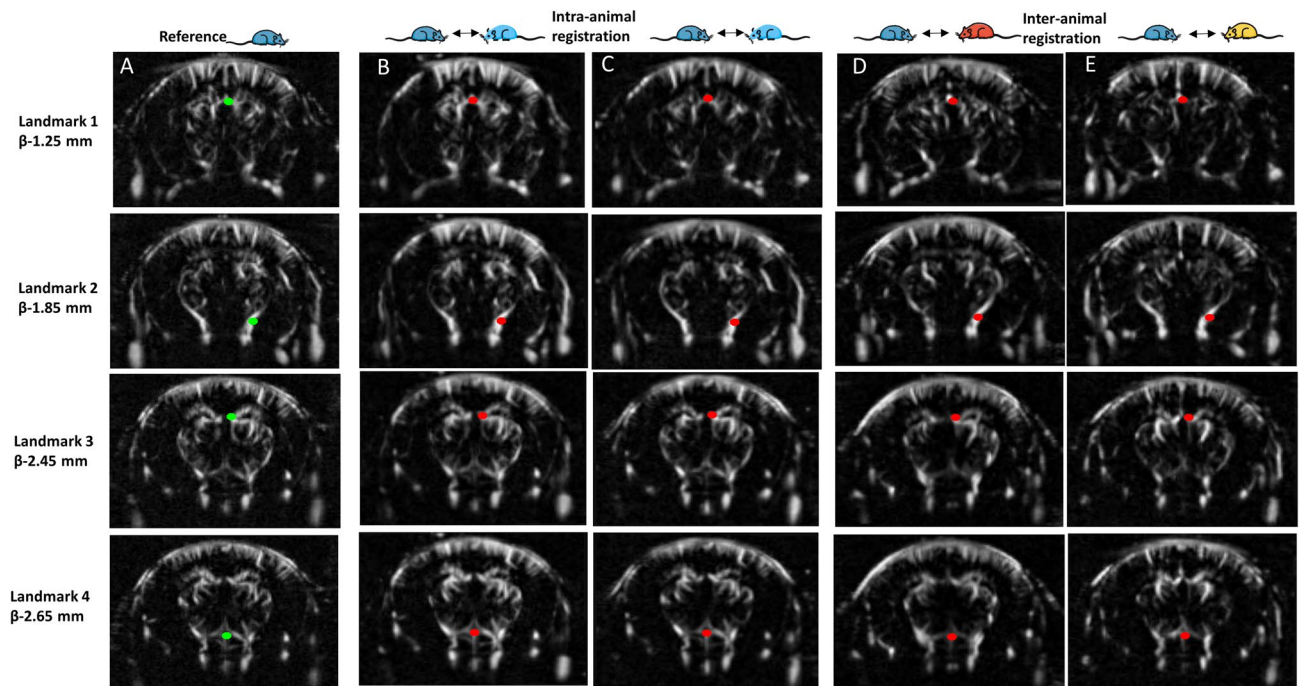 Reference
Intra-animal
registration
Inter-animal
registration
A
B
C
D
E
Landmark 1
β-1.25 mm
Landmark 2
β-1.85 mm
Landmark 3
β-2.45 mm
Landmark 4
β-2.65 mm